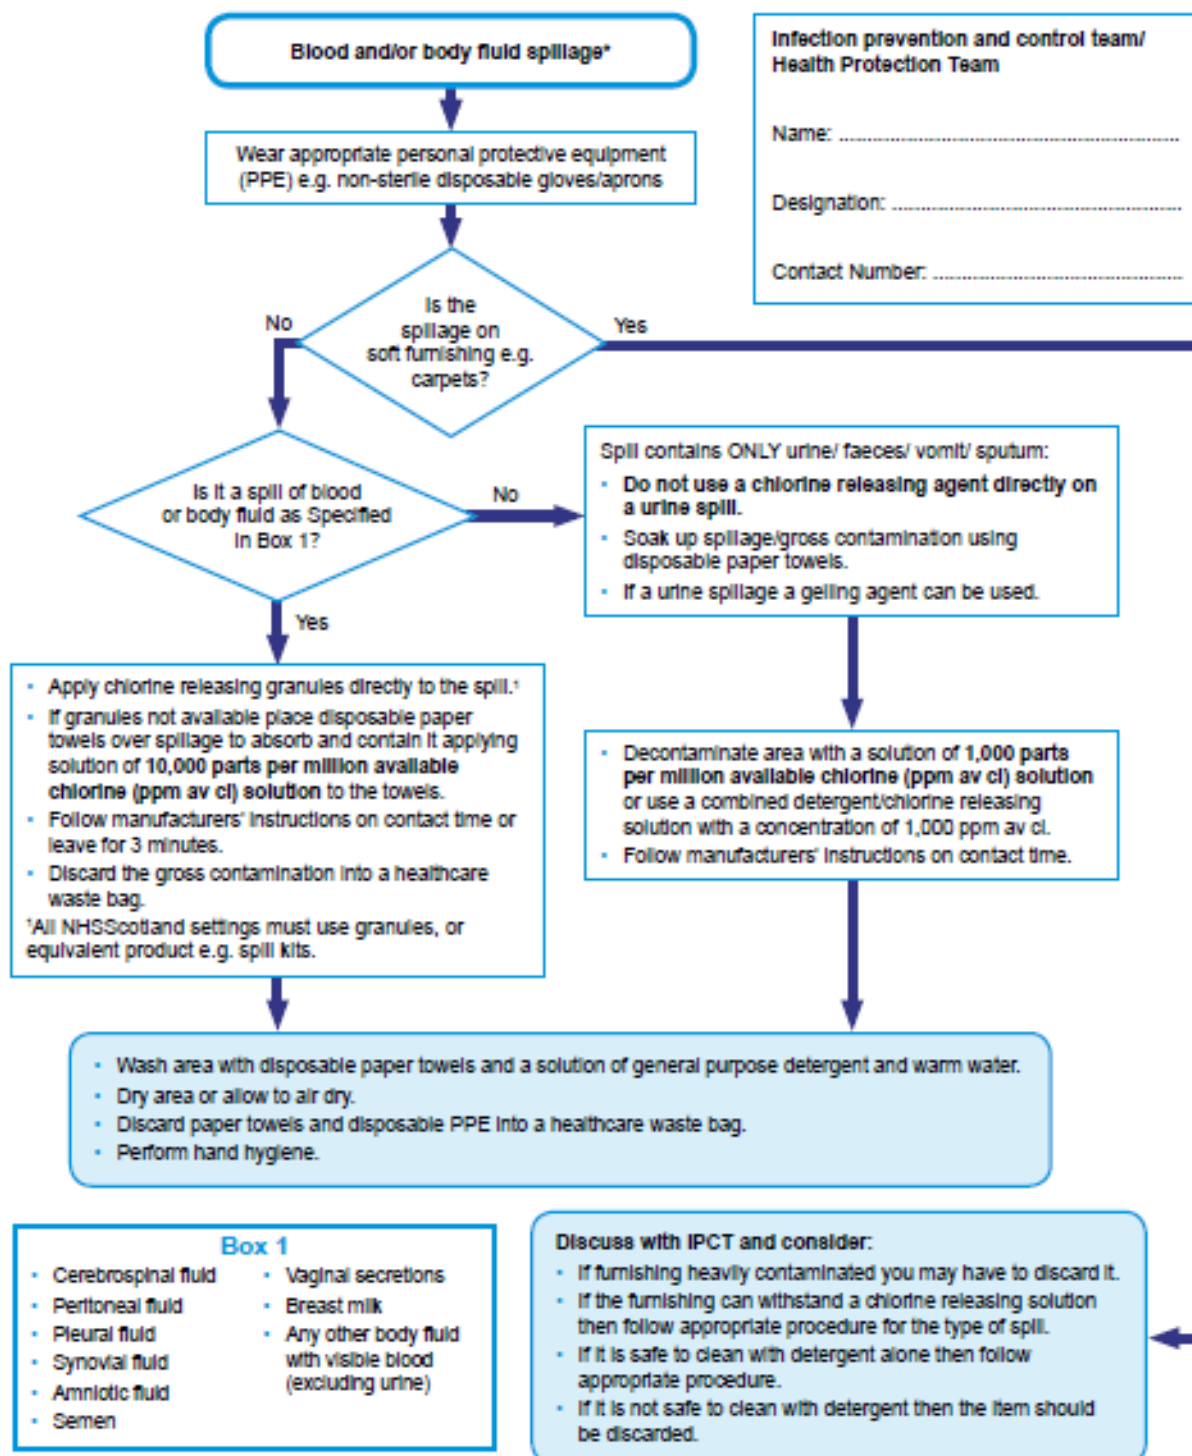 Blood and/or body fluid spillage*
Infection prevention and control team/
Health Protection Team
Name: ................................................................
Designation: ......................................................
Contact Number: ..............................................
Wear appropriate personal protective equipment
(PPE) e.g. non-sterile disposable gloves/aprons
Is the
spillage on
soft furnishing e.g.
carpets?
No
Yes
Is it a spill of blood
or body fluid as Specified
in Box 1?
No
Yes
Spill contains ONLY urine/ faeces/ vomit/ sputum:
• Do not use a chlorine releasing agent directly on
a urine spill.
• Soak up spillage/gross contamination using
disposable paper towels.
• If a urine spillage a gelling agent can be used.
• Apply chlorine releasing granules directly to the spill.¹
• If granules not available place disposable paper
towels over spillage to absorb and contain it applying
solution of 10,000 parts per million available
chlorine (ppm av cl) solution to the towels.
• Follow manufacturers' instructions on contact time or
leave for 3 minutes.
• Discard the gross contamination into a healthcare
waste bag.
¹All NHSScotland settings must use granules, or
equivalent product e.g. spill kits.
• Decontaminate area with a solution of 1,000 parts
per million available chlorine (ppm av cl) solution
or use a combined detergent/chlorine releasing
solution with a concentration of 1,000 ppm av cl.
• Follow manufacturers' instructions on contact time.
• Wash area with disposable paper towels and a solution of general purpose detergent and warm water.
• Dry area or allow to air dry.
• Discard paper towels and disposable PPE into a healthcare waste bag.
• Perform hand hygiene.
Box 1
• Cerebrospinal fluid
• Peritoneal fluid
• Pleural fluid
• Synovial fluid
• Amniotic fluid
• Semen
• Vaginal secretions
• Breast milk
• Any other body fluid
with visible blood
(excluding urine)
Discuss with IPCT and consider:
• If furnishing heavily contaminated you may have to discard it.
• If the furnishing can withstand a chlorine releasing solution
then follow appropriate procedure for the type of spill.
• If it is safe to clean with detergent alone then follow
appropriate procedure.
• If it is not safe to clean with detergent then the item should
be discarded.